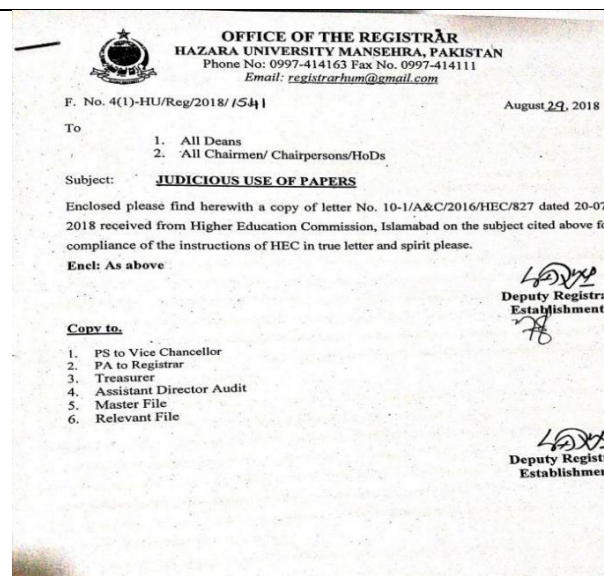 OFFICE OF THE REGISTRAR
HAZARA UNIVERSITY MANSEHRA, PAKISTAN
Phone No: 0997-414163 Fax No. 0997-414111
Email: registrarhum@gmail.com
F. No. 4(1)-HU/Reg/2018/1541
August 29, 2018
To
1. All Deans
2. All Chairmen/ Chairpersons/HoDs
Subject: JUDICIOUS USE OF PAPERS
Enclosed please find herewith a copy of letter No. 10-1/A&C/2016/HEC/827 dated 20-07
2018 received from Higher Education Commission, Islamabad on the subject cited above fo
compliance of the instructions of HEC in true letter and spirit please.
Encl: As above
Deputy Registra
Establishment
Copy to.
1. PS to Vice Chancellor
2. PA to Registrar
3. Treasurer
4. Assistant Director Audit
5. Master File
6. Relevant File
Deputy Regist
Establishmen